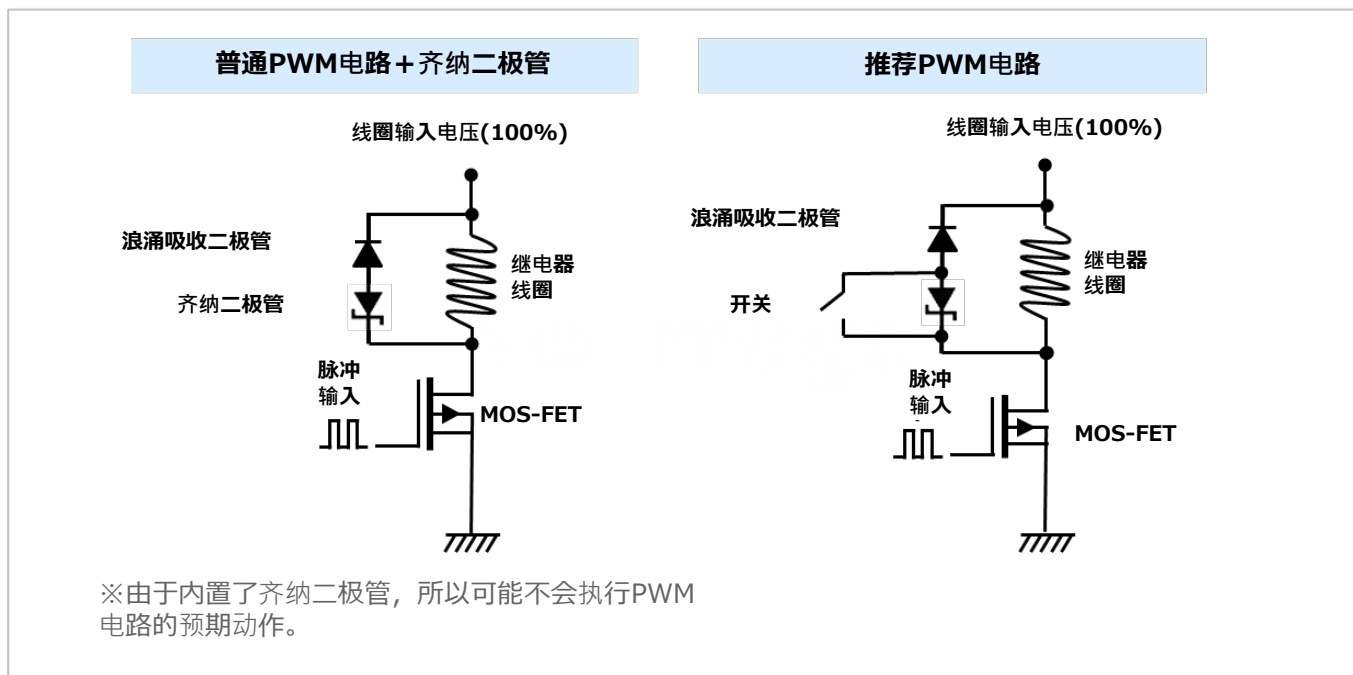 普通PWM电路＋齐纳二极管
线圈输入电压(100%)
浪涌吸收二极管
齐纳二极管
继电器
线圈
脉冲
输入
MOS-FET
※由于内置了齐纳二极管，所以可能不会执行PWM
电路的预期动作。
推荐PWM电路
线圈输入电压(100%)
浪涌吸收二极管
开关
继电器
线圈
脉冲
输入
MOS-FET